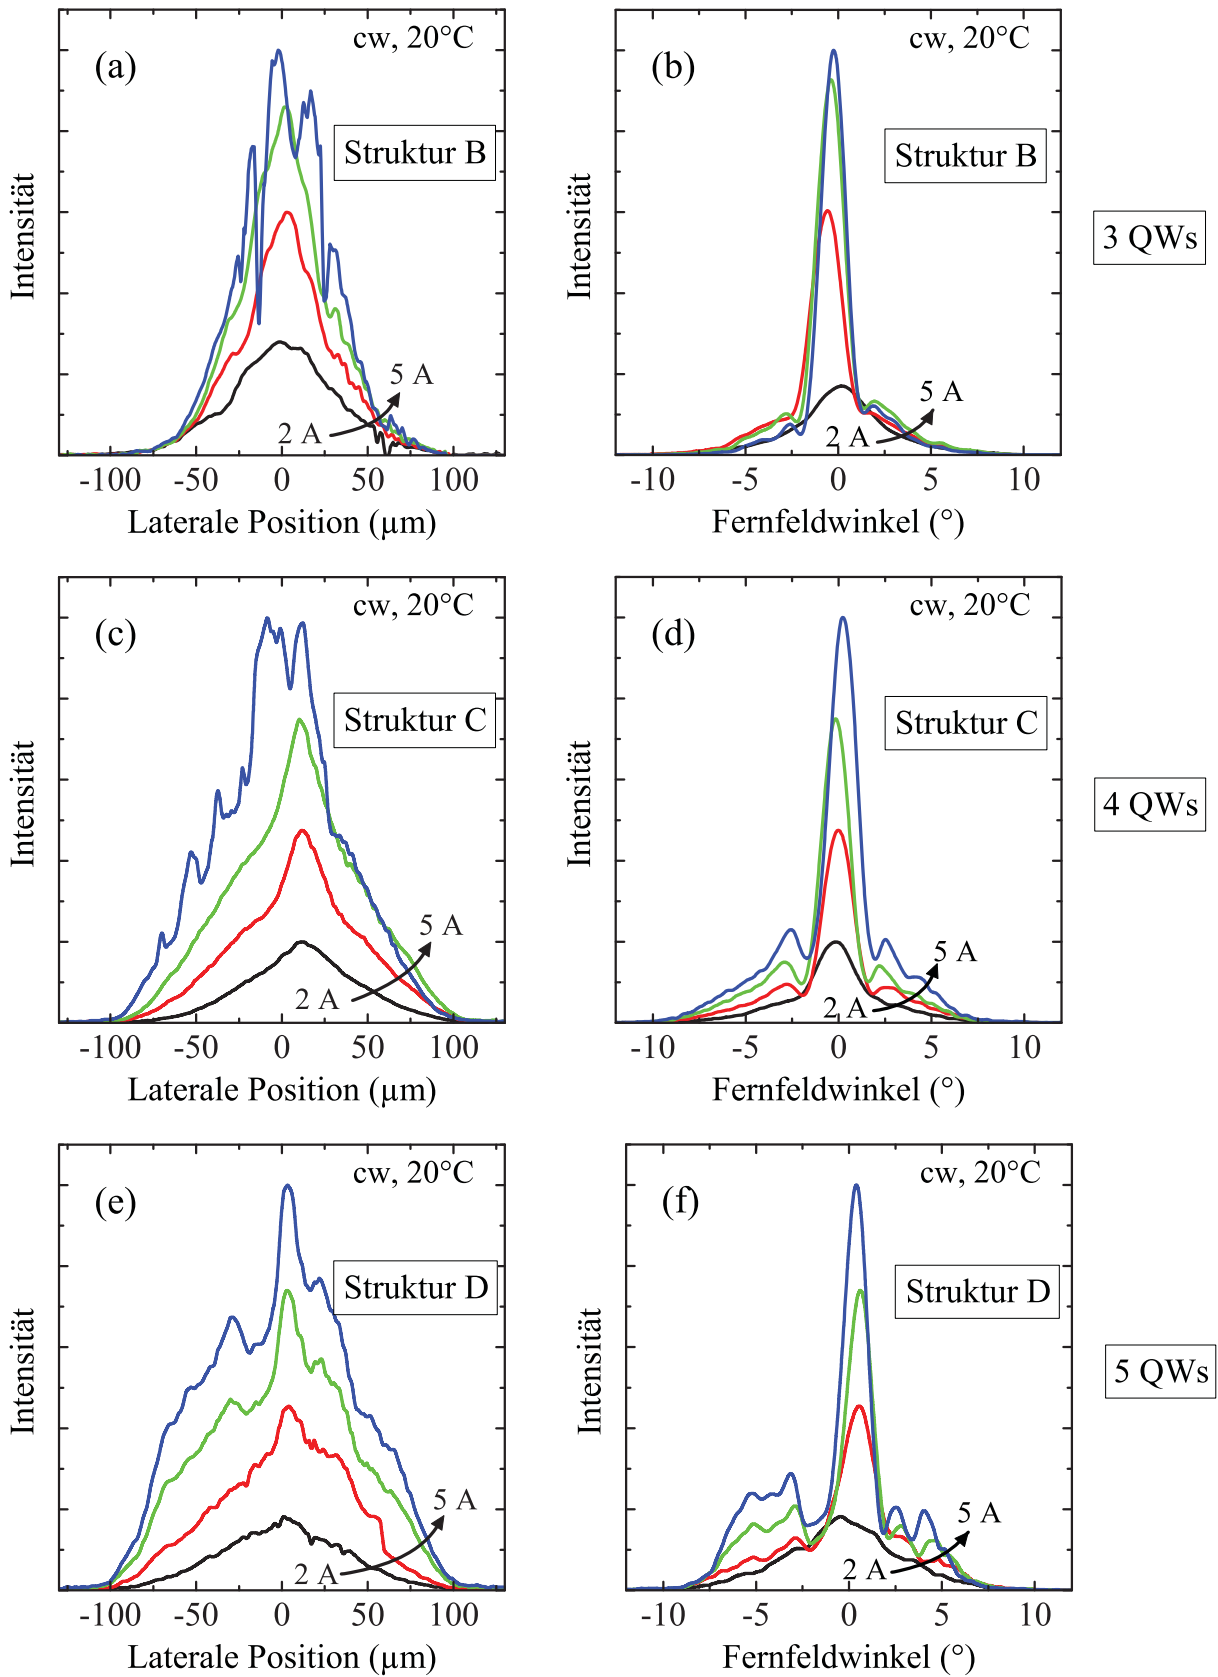 cw, 20°C
(a)
Struktur B
5 A
2 A
Intensität
-100 -50 0 50 100
Laterale Position (µm)
cw, 20°C
(b)
Struktur B
5 A
2 A
Intensität
-10 -5 0 5 10
Fernfeldwinkel (°)
3 QWs
cw, 20°C
(c)
Struktur C
5 A
2 A
Intensität
-100 -50 0 50 100
Laterale Position (µm)
cw, 20°C
(d)
Struktur C
5 A
2 A
Intensität
-10 -5 0 5 10
Fernfeldwinkel (°)
4 QWs
cw, 20°C
(e)
Struktur D
5 A
2 A
Intensität
-100 -50 0 50 100
Laterale Position (µm)
cw, 20°C
(f)
Struktur D
5 A
2 A
Intensität
-10 -5 0 5 10
Fernfeldwinkel (°)
5 QWs